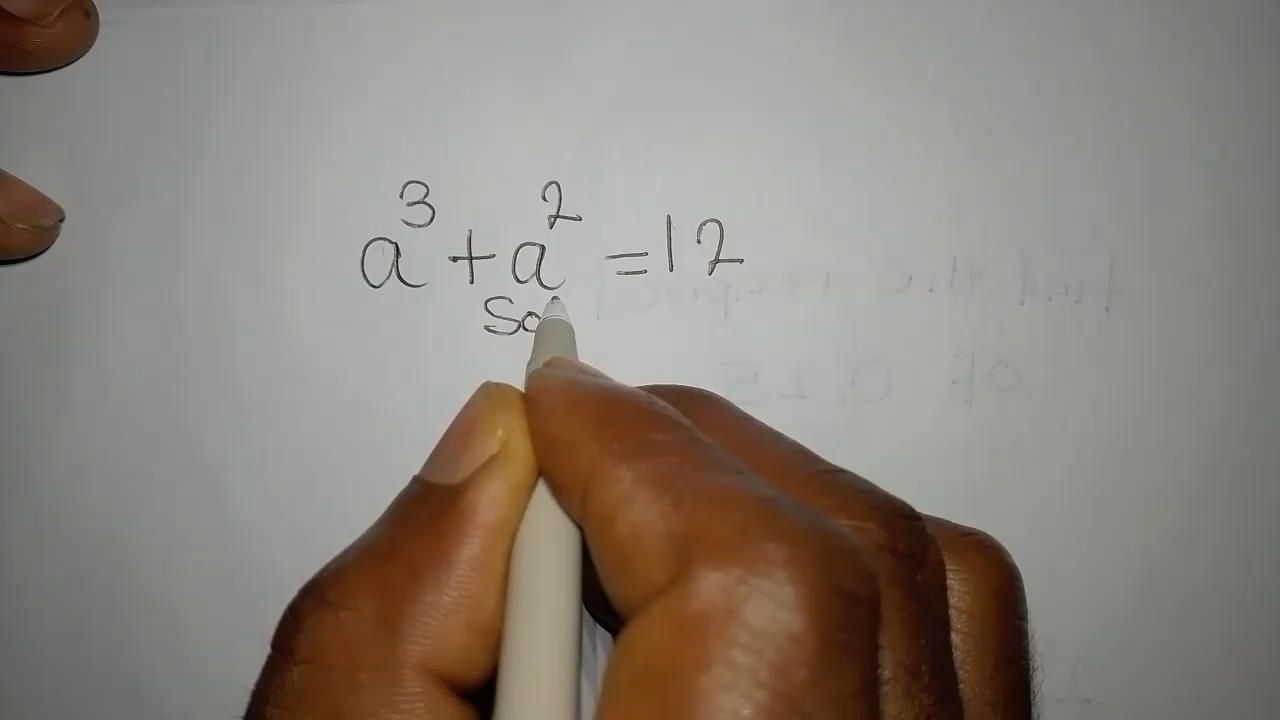 a³ + a² = 12
So